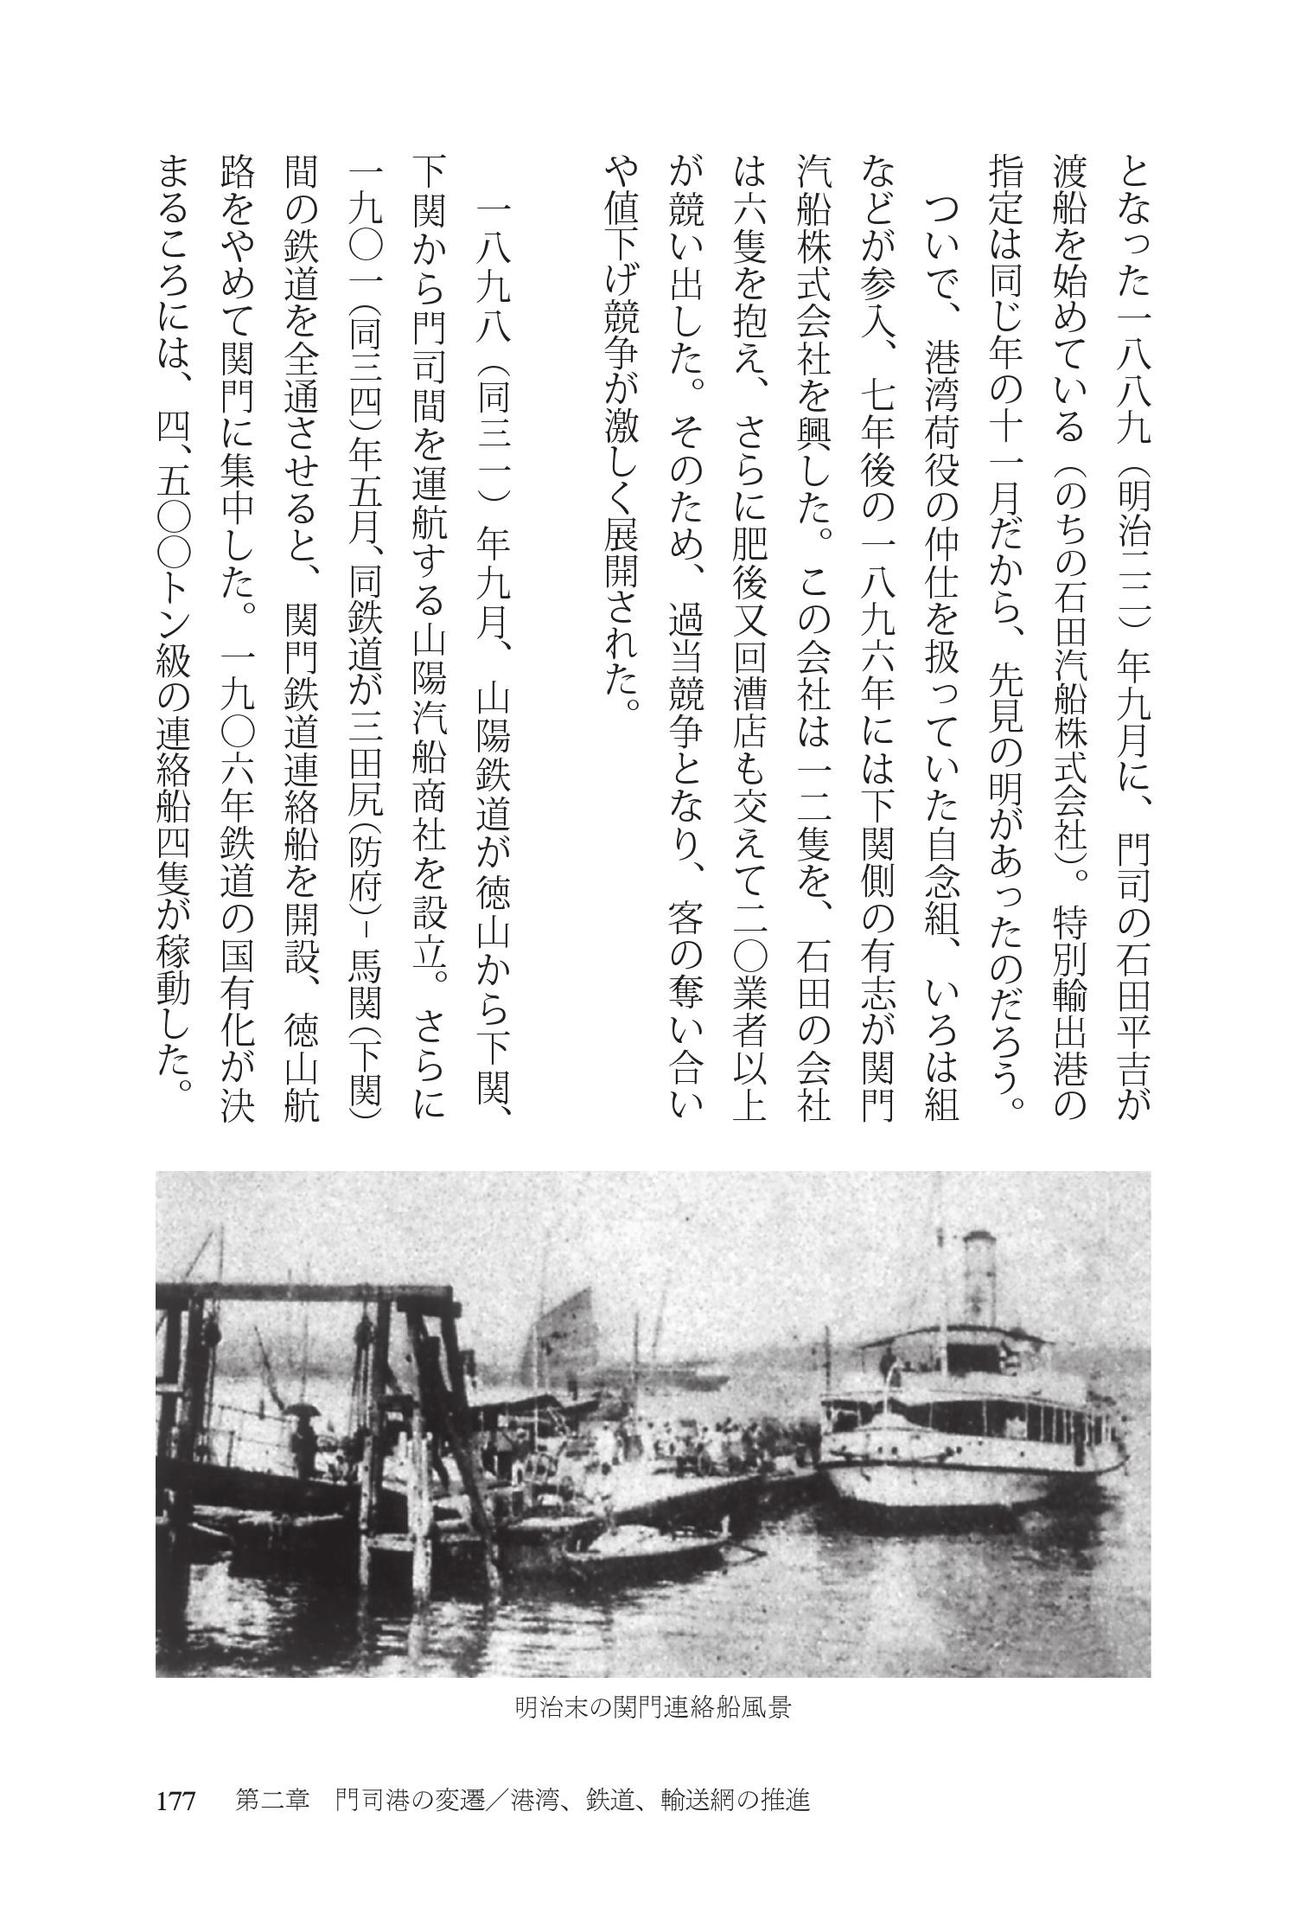 となった一八八九（明治二二）年九月に、門司の石田平吉が
渡船を始めている（のちの石田汽船株式会社）。特別輸出港の
指定は同じ年の十一月だから、先見の明があったのだろう。
ついで、港湾荷役の仲仕を扱っていた自念組、いろは組
などが参入、七年後の一八九六年には下関側の有志が関門
汽船株式会社を興した。この会社は一二隻を、石田の会社
は六隻を抱え、さらに肥後又回漕店も交えて二〇業者以上
が競い出した。そのため、過当競争となり、客の奪い合い
や値下げ競争が激しく展開された。
一八九八（同三一）年九月、山陽鉄道が徳山から下関、
下関から門司間を運航する山陽汽船商社を設立。さらに
一九〇一（同三四）年五月、同鉄道が三田尻（防府）−馬関（下関）
間の鉄道を全通させると、関門鉄道連絡船を開設、徳山航
路をやめて関門に集中した。一九〇六年鉄道の国有化が決
まるころには、四、五〇〇トン級の連絡船四隻が稼動した。
明治末の関門連絡船風景
177　第二章　門司港の変遷／港湾、鉄道、輸送網の推進